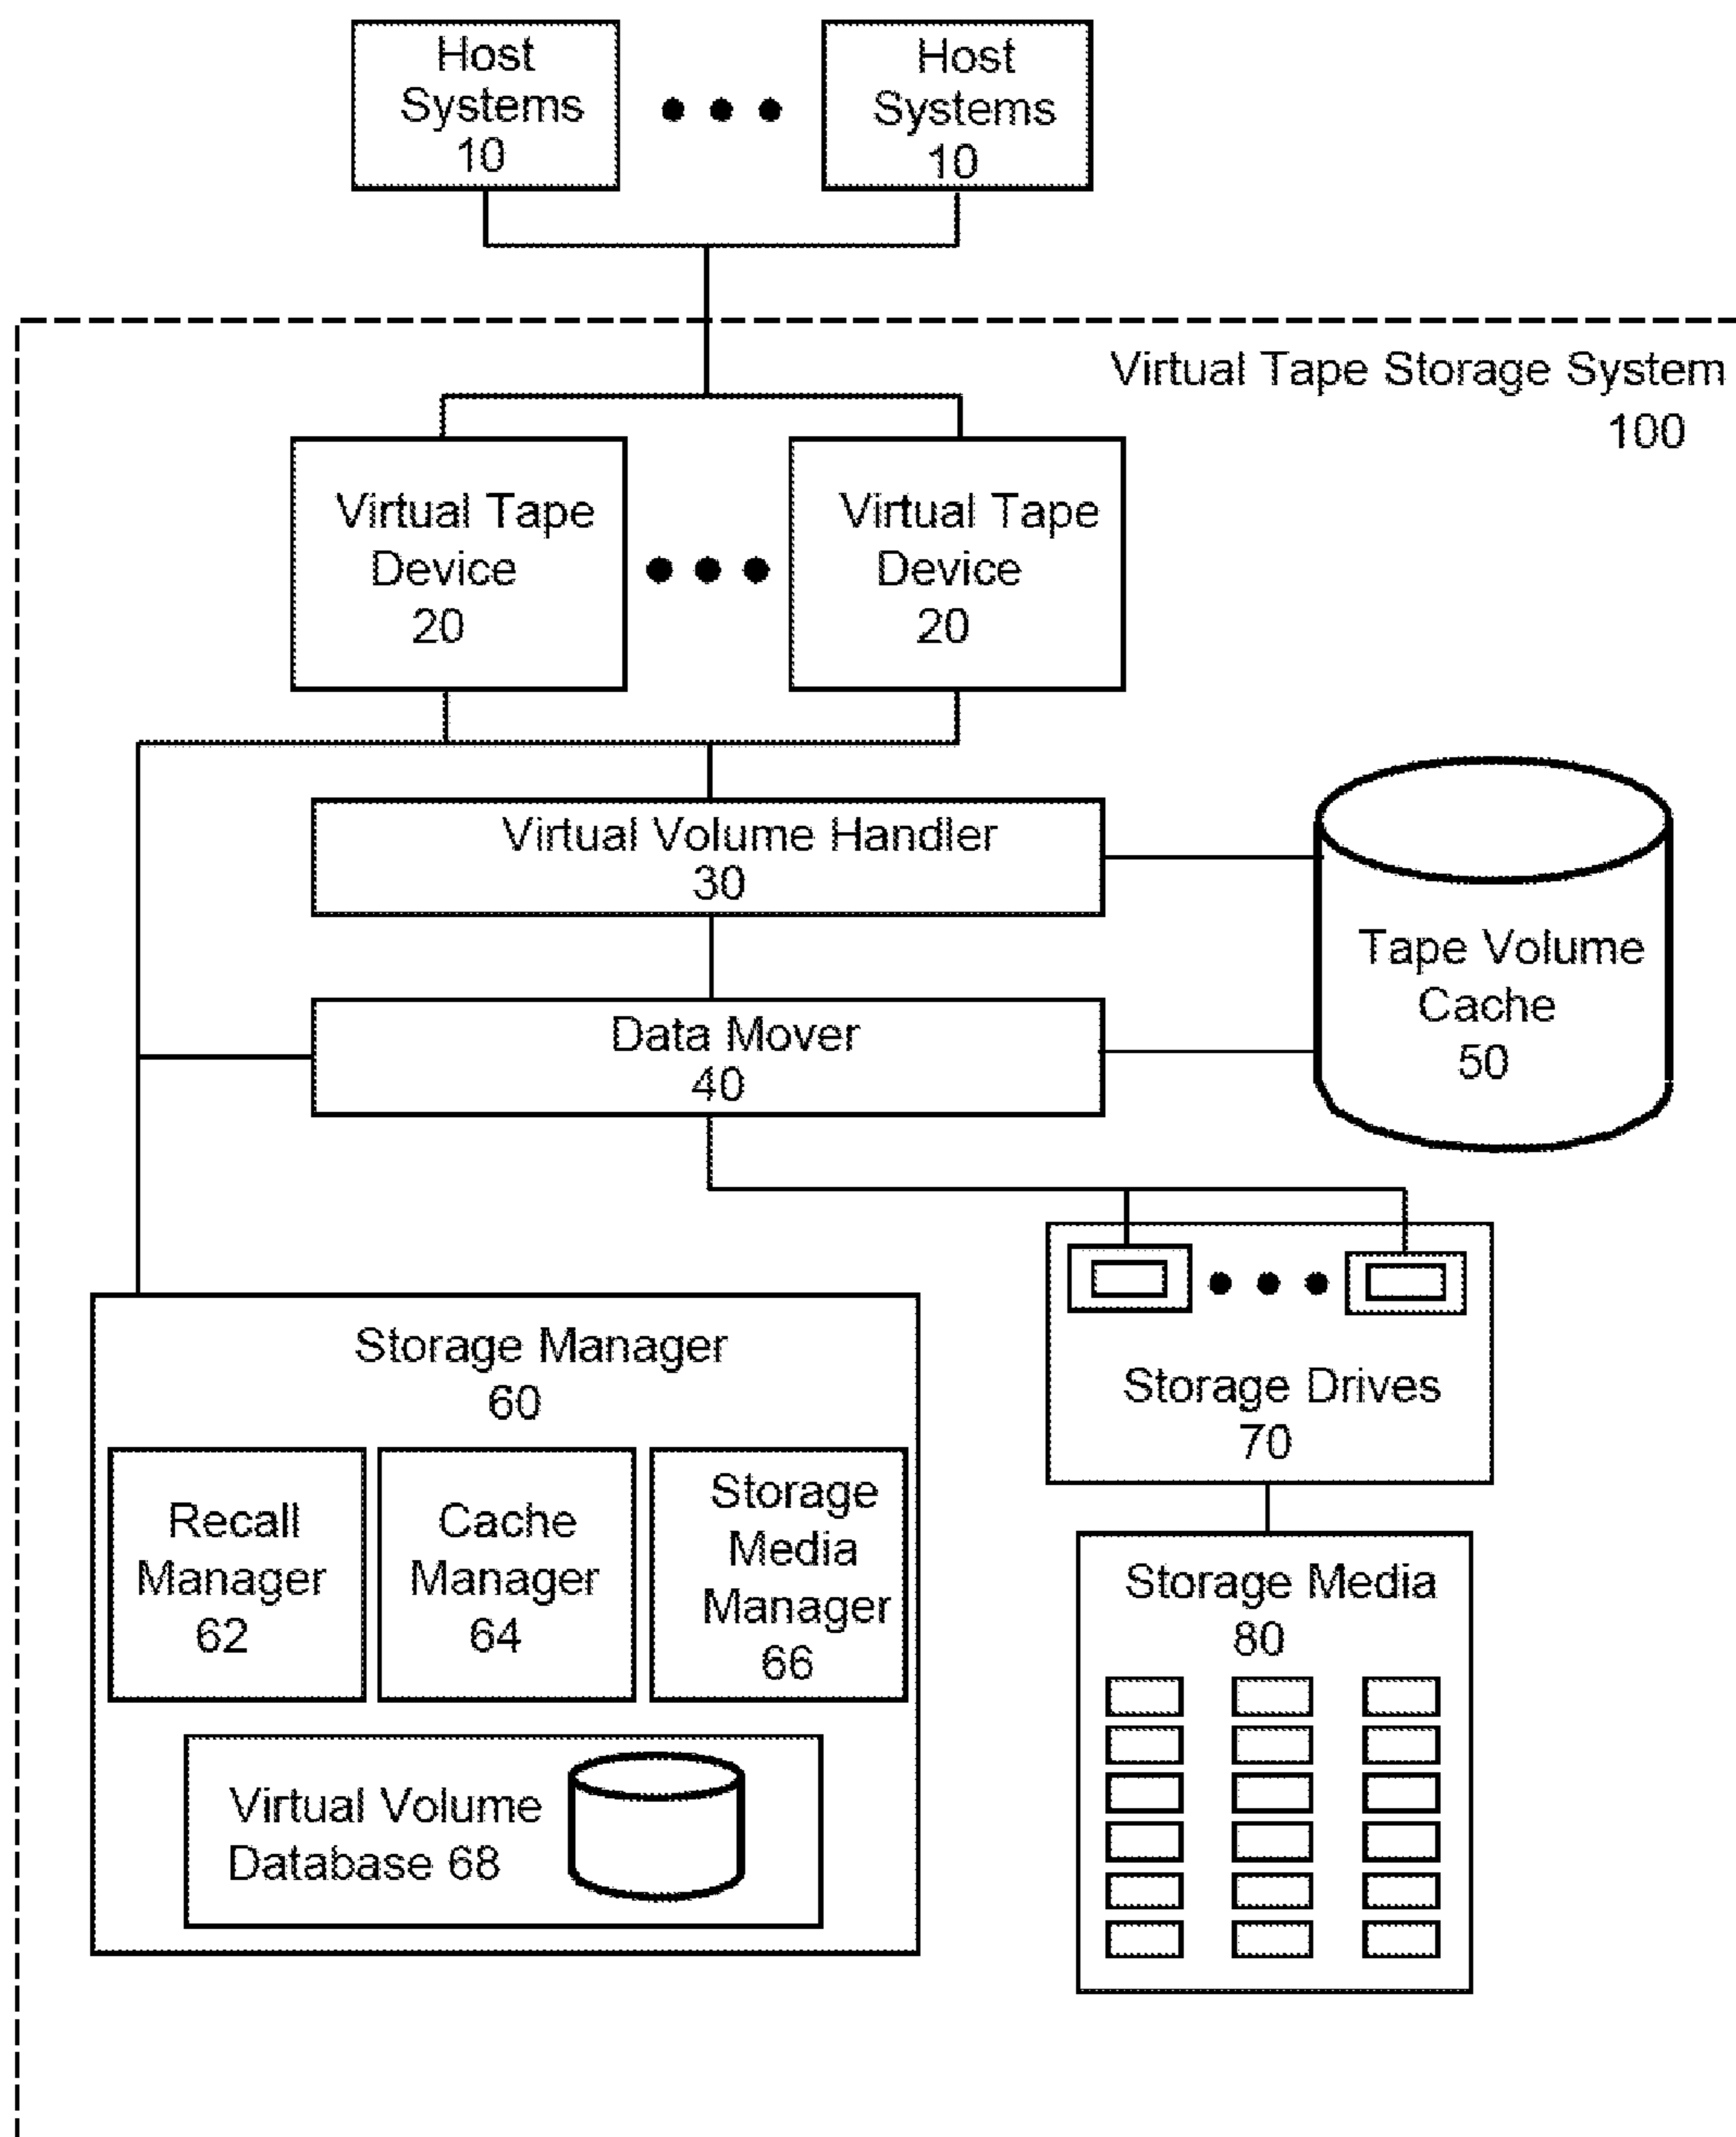 Host
Systems
10
Host
Systems
10
Virtual Tape Storage System
100
Virtual Tape
Device
20
Virtual Tape
Device
20
Virtual Volume Handler
30
Tape Volume
Cache
50
Data Mover
40
Storage Manager
60
Recall
Manager
62
Cache
Manager
64
Storage
Media
Manager
66
Virtual Volume
Database 68
Storage Drives
70
Storage Media
80